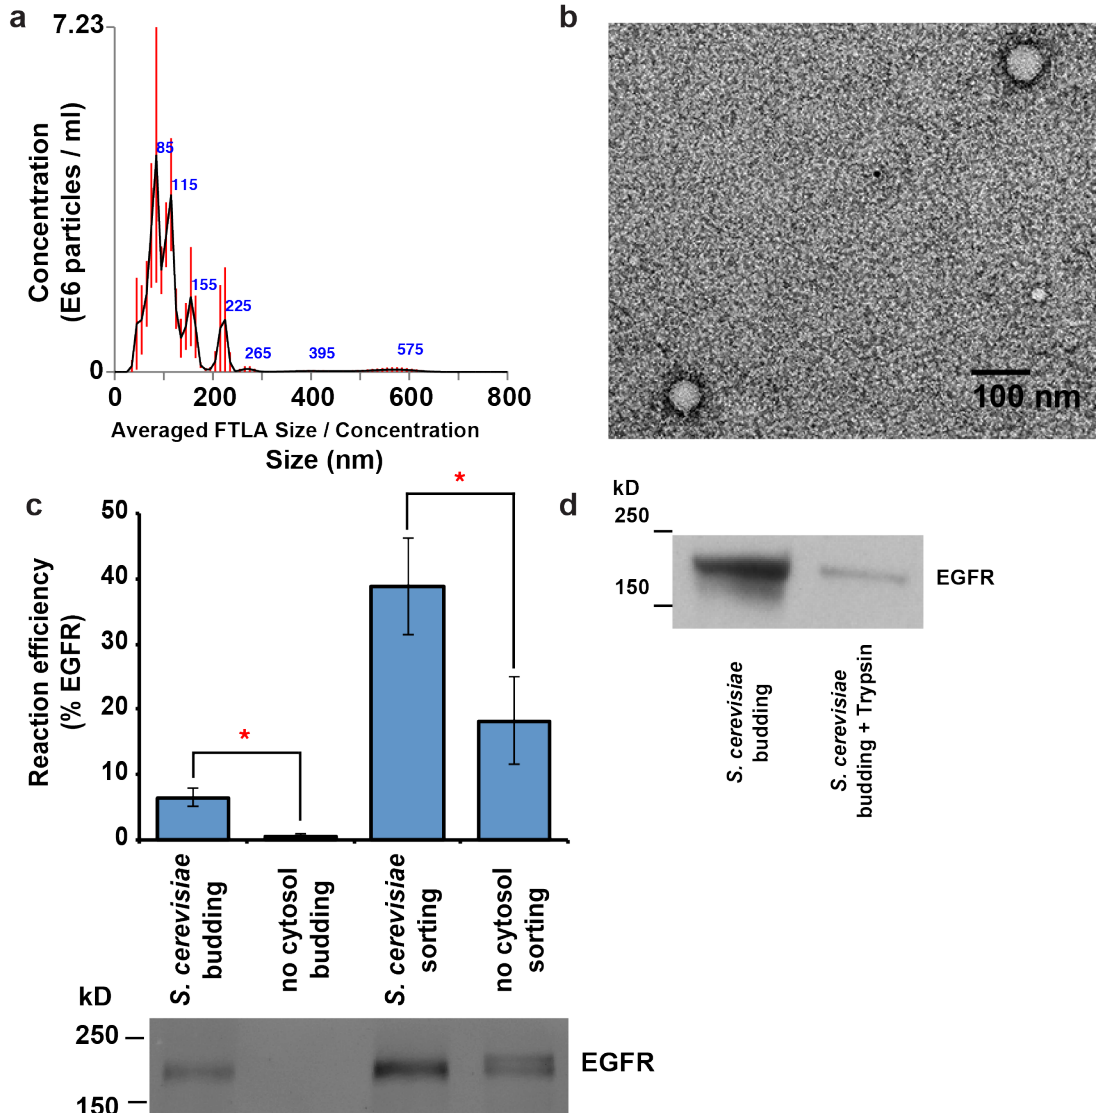 a
7.23
Concentration
(E6 particles / ml)
0
85
115
155
225
265
395
575
0
200
400
600
800
Averaged FTLA Size / Concentration
Size (nm)
b
100 nm
c
50
40
30
20
10
0
Reaction efficiency
(% EGFR)
*
*
S. cerevisiae
budding
no cytosol
budding
S. cerevisiae
sorting
no cytosol
sorting
kD
250
150
EGFR
d
kD
250
150
EGFR
S. cerevisiae
budding
S. cerevisiae
budding + Trypsin